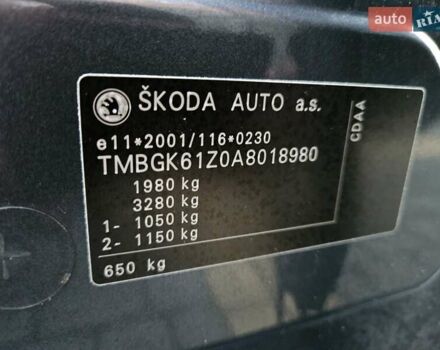 auto RIA
ŠKODA AUTO a.s.
e11*2001/116*0230
TMBGK61Z0A8018980
1980 kg
3280 kg
1- 1050 kg
2- 1150 kg
650 kg
CDAA